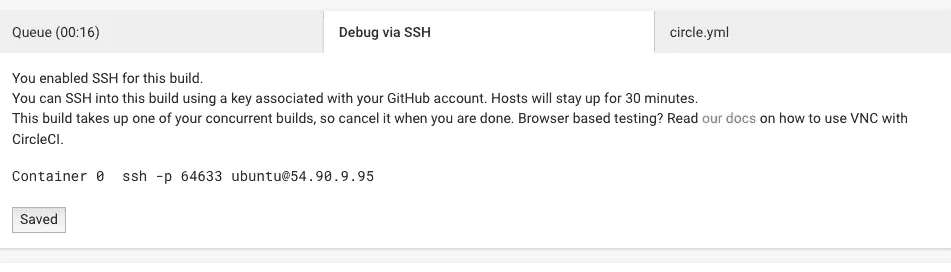 Queue (00:16)
Debug via SSH
circle.yml
You enabled SSH for this build.
You can SSH into this build using a key associated with your GitHub account. Hosts will stay up for 30 minutes.
This build takes up one of your concurrent builds, so cancel it when you are done. Browser based testing? Read our docs on how to use VNC with
CircleCI.
Container 0  ssh -p 64633 ubuntu@54.90.9.95
Saved